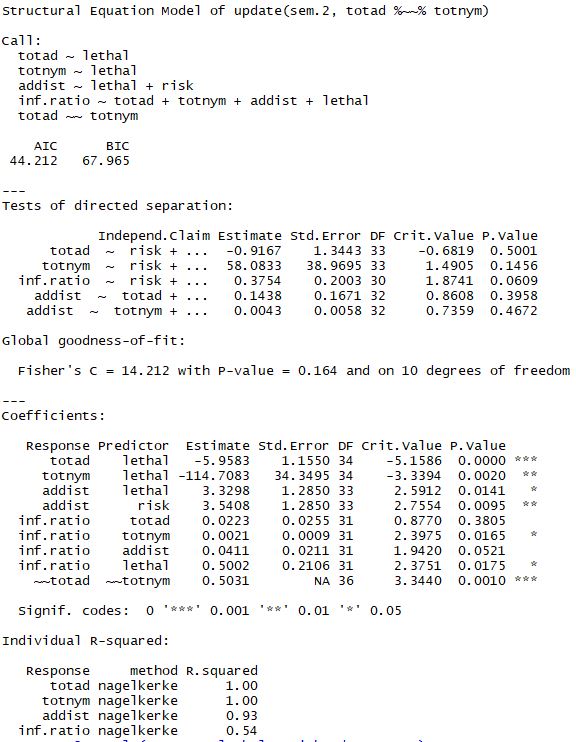 Structural Equation Model of update(sem.2, totad %~~% totnym)
Call:
totad ~ lethal
totnym ~ lethal
addist ~ lethal + risk
inf.ratio ~ totad + totnym + addist + lethal
totad ~~ totnym
AIC BIC
44.212 67.965
---
Tests of directed separation:
Independ.Claim Estimate Std.Error DF Crit.Value P.Value
totad ~ risk + ... -0.9167 1.3443 33 -0.6819 0.5001
totnym ~ risk + ... 58.0833 38.9695 33 1.4905 0.1456
inf.ratio ~ risk + ... 0.3754 0.2003 30 1.8741 0.0609
addist ~ totad + ... 0.1438 0.1671 32 0.8608 0.3958
addist ~ totnym + ... 0.0043 0.0058 32 0.7359 0.4672
Global goodness-of-fit:
Fisher's C = 14.212 with P-value = 0.164 and on 10 degrees of freedom
---
Coefficients:
Response Predictor Estimate Std.Error DF Crit.Value P.Value
totad lethal -5.9583 1.1550 34 -5.1586 0.0000 ***
totnym lethal -114.7083 34.3495 34 -3.3394 0.0020 **
addist lethal 3.3298 1.2850 33 2.5912 0.0141 *
addist risk 3.5408 1.2850 33 2.7554 0.0095 **
inf.ratio totad 0.0223 0.0255 31 0.8770 0.3805
inf.ratio totnym 0.0021 0.0009 31 2.3975 0.0165 *
inf.ratio addist 0.0411 0.0211 31 1.9420 0.0521
inf.ratio lethal 0.5002 0.2106 31 2.3751 0.0175 *
~~totad ~~totnym 0.5031 NA 36 3.3440 0.0010 ***
Signif. codes: 0 '***' 0.001 '**' 0.01 '*' 0.05
Individual R-squared:
Response method R.squared
totad nagelkerke 1.00
totnym nagelkerke 1.00
addist nagelkerke 0.93
inf.ratio nagelkerke 0.54